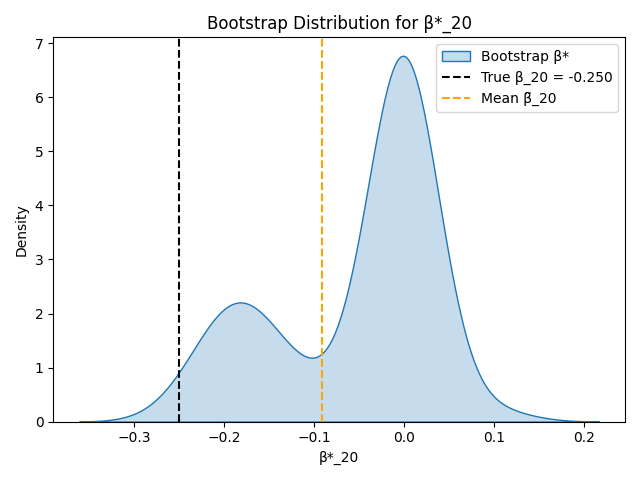 Bootstrap Distribution for β*_20
7
6
5
4
3
2
1
0
Density
Bootstrap β*
True β_20 = -0.250
Mean β̂_20
−0.3
−0.2
−0.1
0.0
0.1
0.2
β*_20